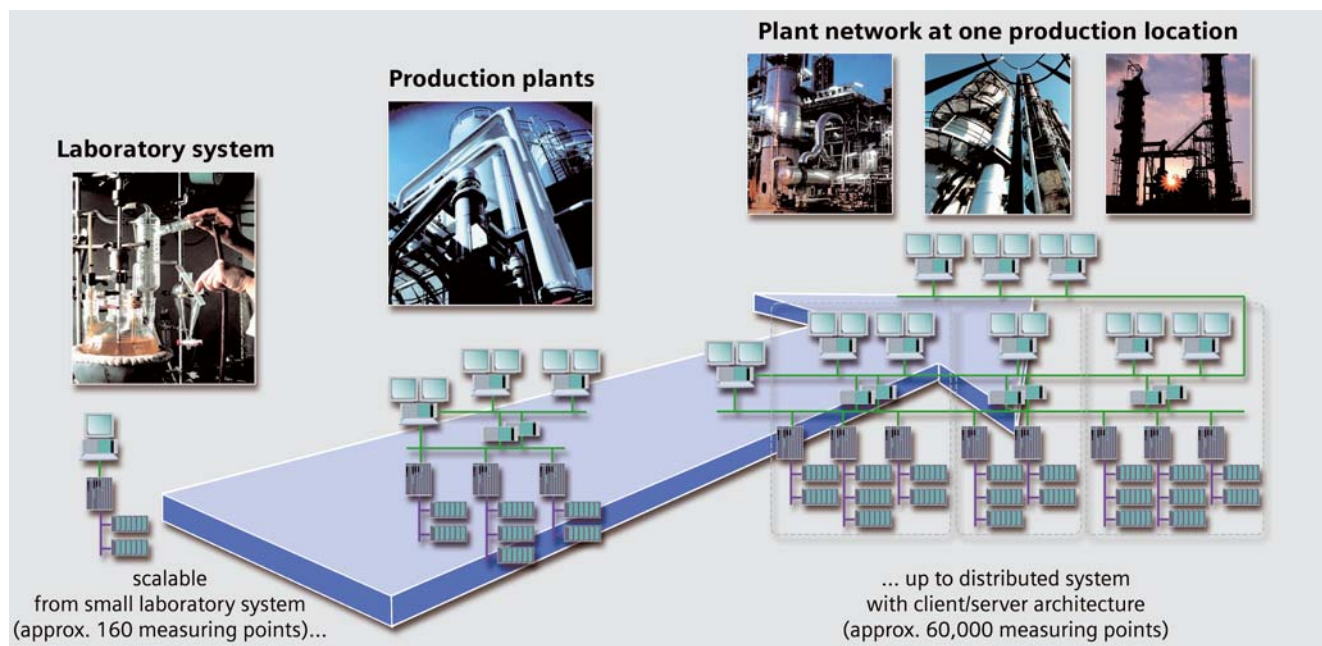 Plant network at one production location
Production plants
Laboratory system
scalable
from small laboratory system
(approx. 160 measuring points)...
... up to distributed system
with client/server architecture
(approx. 60,000 measuring points)